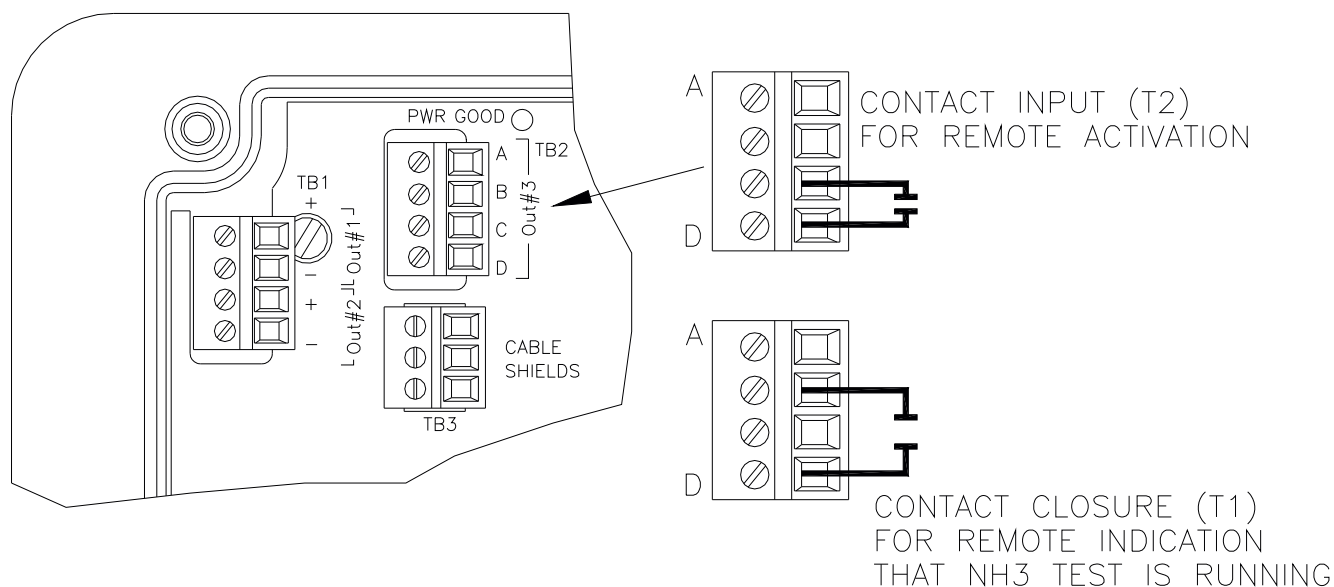 PWR GOOD
TB2
A
B
C
D
Out#3
TB1
+
–
+
–
Out#1
Out#2
CABLE
SHIELDS
TB3
A
D
CONTACT INPUT (T2)
FOR REMOTE ACTIVATION
A
D
CONTACT CLOSURE (T1)
FOR REMOTE INDICATION
THAT NH3 TEST IS RUNNING